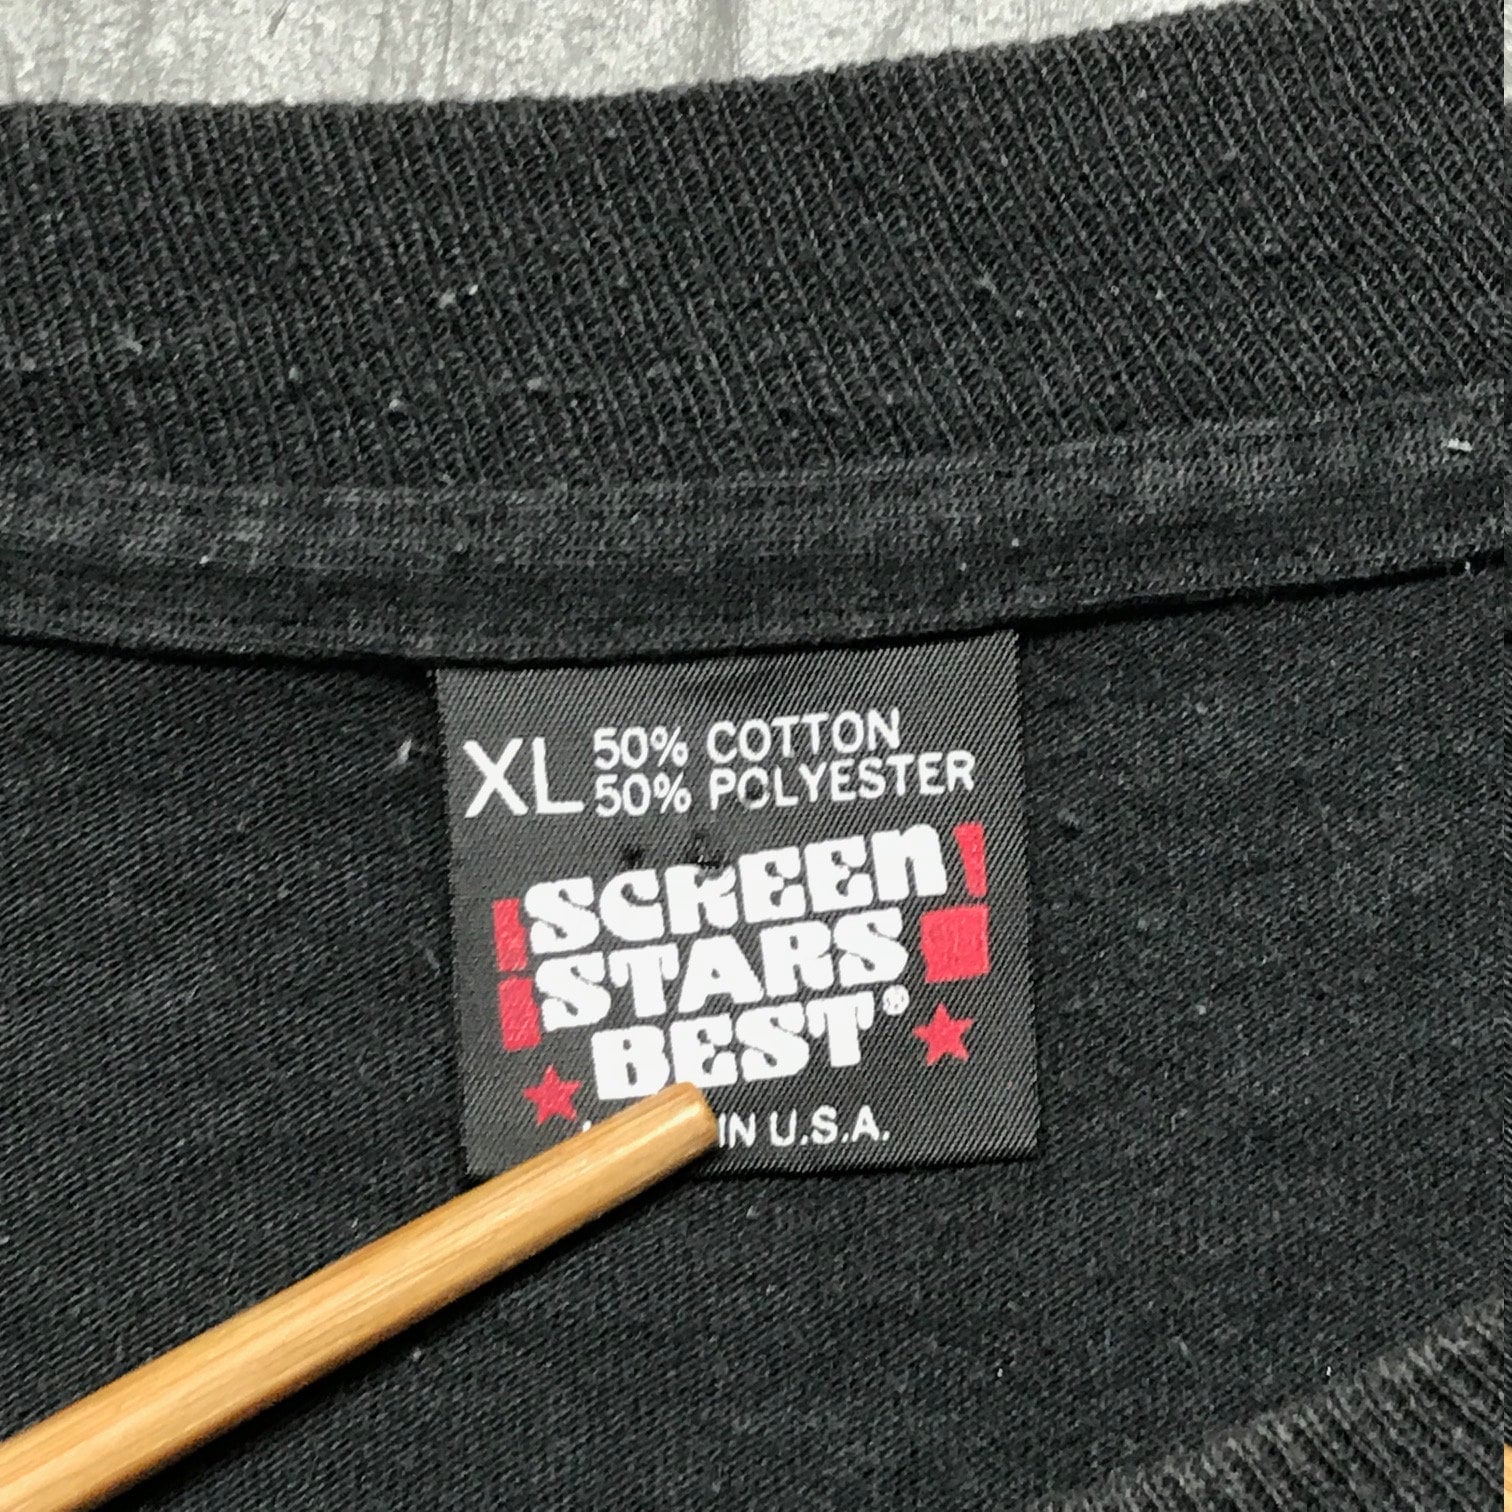 XL 50% COTTON
50% POLYESTER
SCREEN
STARS
BEST®
IN U.S.A.